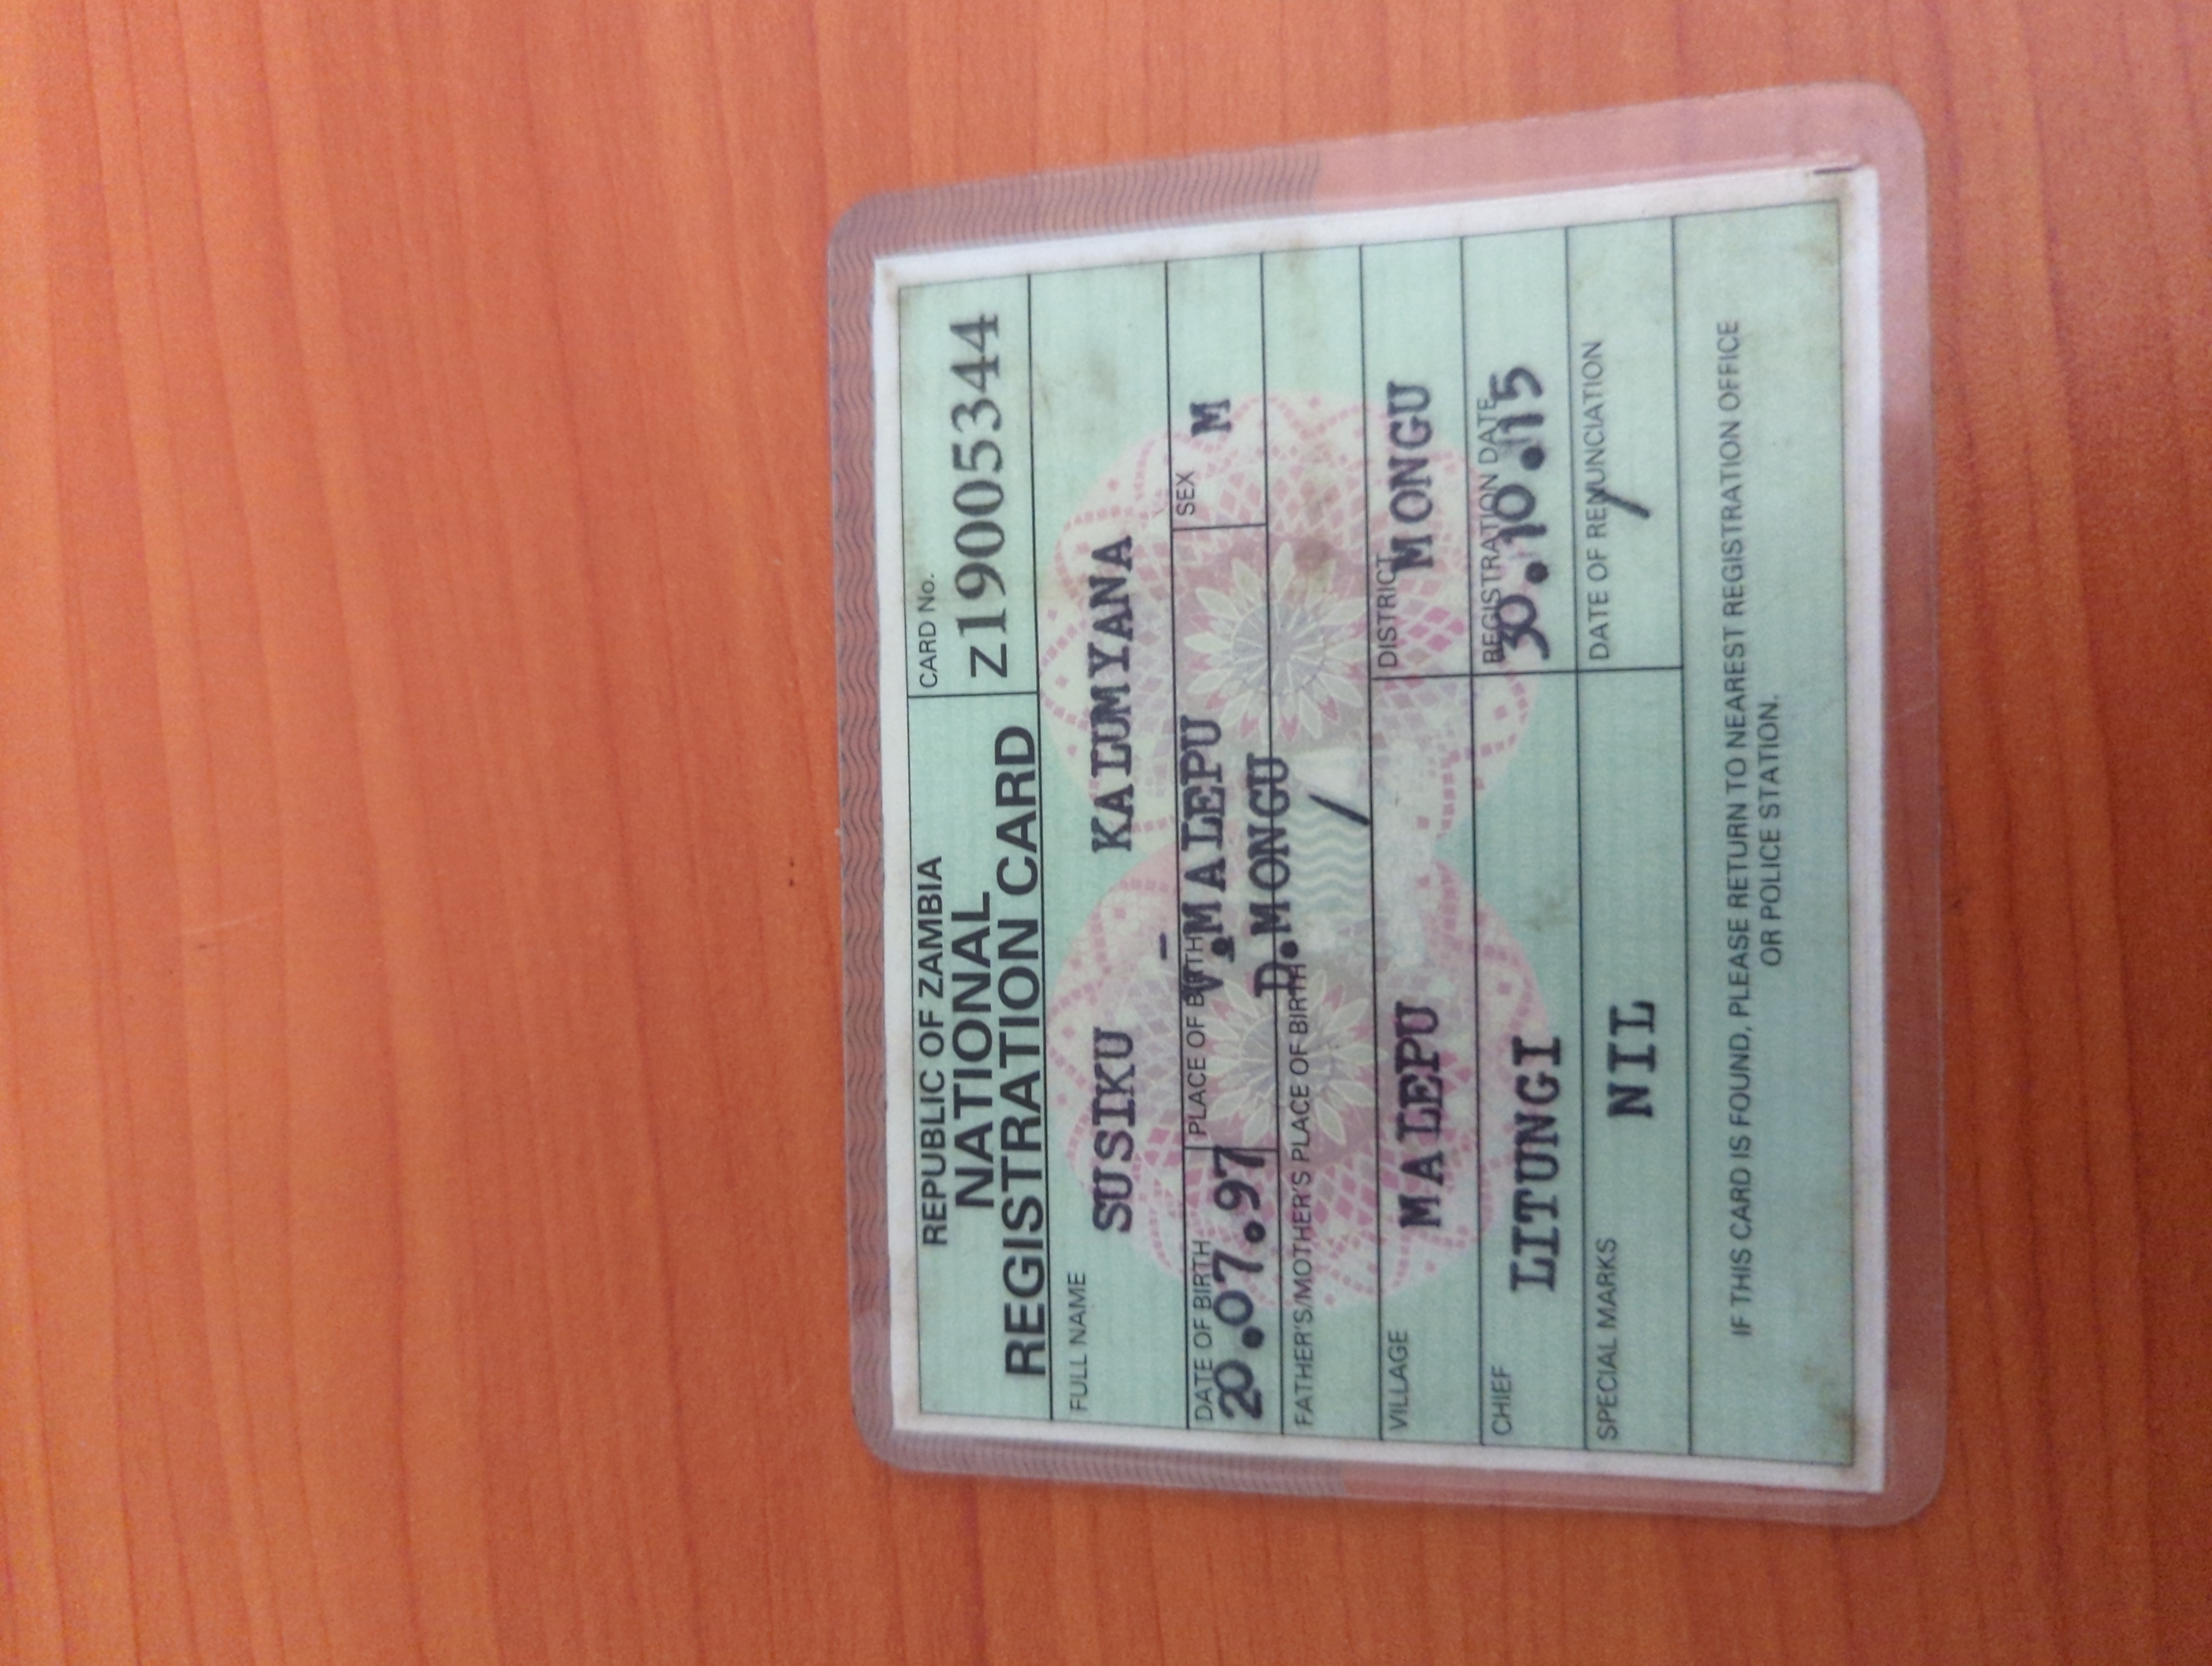 REPUBLIC OF ZAMBIA
NATIONAL
REGISTRATION CARD
CARD No.
Z19005344
FULL NAME
SUSIKU KALUMYANA
DATE OF BIRTH
20.07.97
PLACE OF BIRTH
V.MALEPU
D.MONGU
SEX
M
FATHER'S/MOTHER'S PLACE OF BIRTH
/
VILLAGE
MALEPU
DISTRICT
MONGU
CHIEF
LITUNGI
REGISTRATION DATE
30.10.15
SPECIAL MARKS
NIL
DATE OF RENUNCIATION
/
IF THIS CARD IS FOUND, PLEASE RETURN TO NEAREST REGISTRATION OFFICE
OR POLICE STATION.